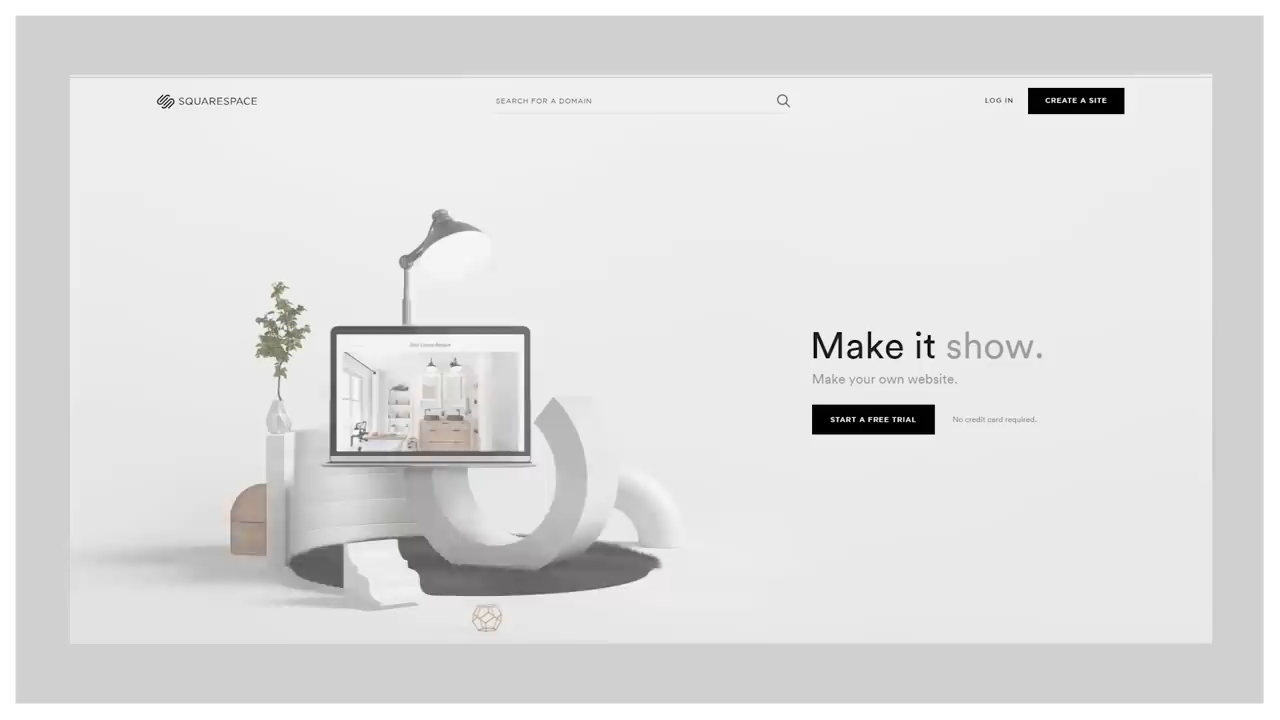 SQUARESPACE
SEARCH FOR A DOMAIN
LOG IN
CREATE A SITE
Make it show.
Make your own website.
START A FREE TRIAL
No credit card required.